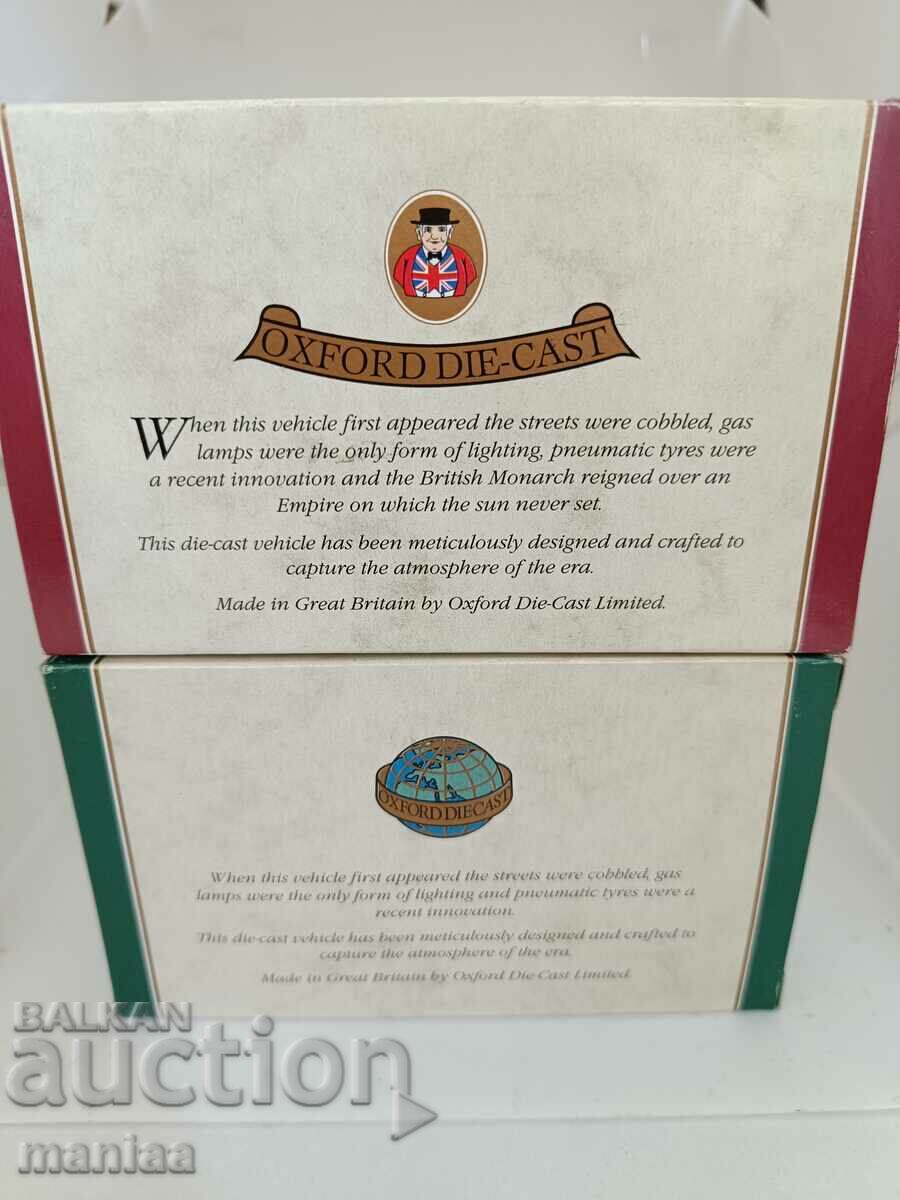 OXFORD DIE-CAST
When this vehicle first appeared the streets were cobbled, gas
lamps were the only form of lighting, pneumatic tyres were
a recent innovation and the British Monarch reigned over an
Empire on which the sun never set.
This die-cast vehicle has been meticulously designed and crafted to
capture the atmosphere of the era.
Made in Great Britain by Oxford Die-Cast Limited.
OXFORD DIECAST
When this vehicle first appeared the streets were cobbled, gas
lamps were the only form of lighting and pneumatic tyres were a
recent innovation.
This die-cast vehicle has been meticulously designed and crafted to
capture the atmosphere of the era.
Made in Great Britain by Oxford Die-Cast Limited.
BALKAN
auction
maniaa